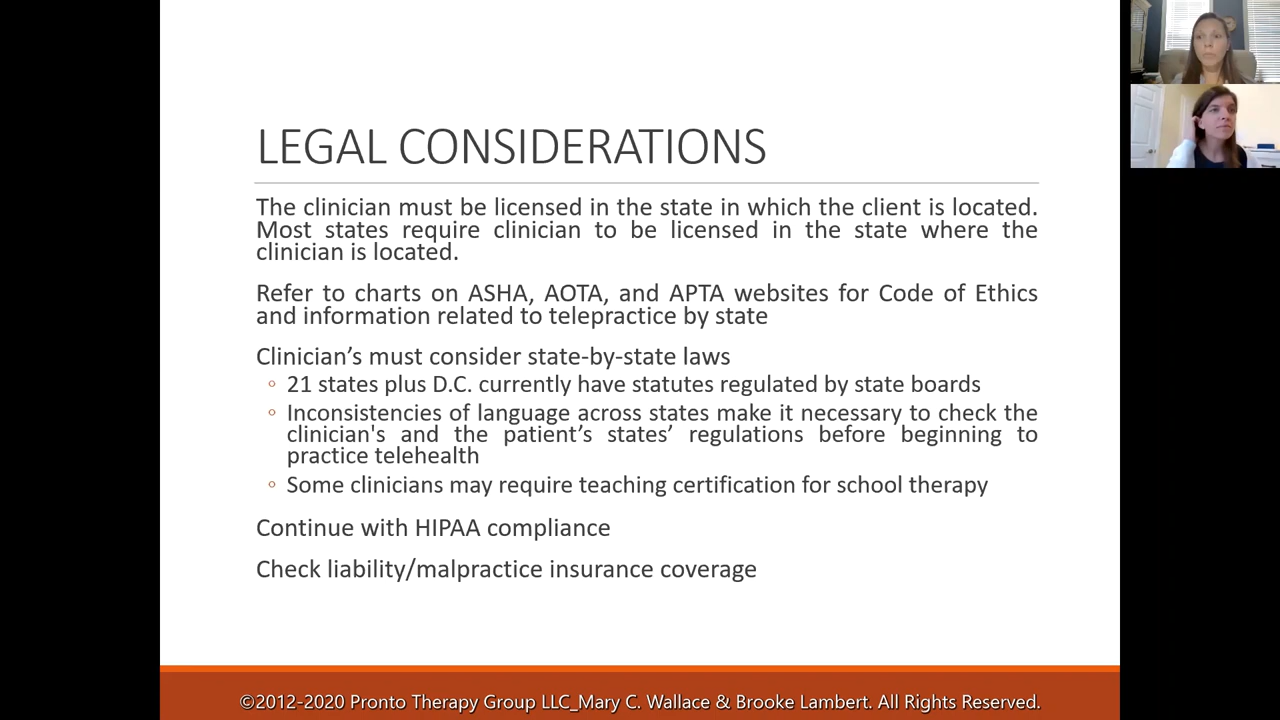 LEGAL CONSIDERATIONS
The clinician must be licensed in the state in which the client is located.
Most states require clinician to be licensed in the state where the
clinician is located.
Refer to charts on ASHA, AOTA, and APTA websites for Code of Ethics
and information related to telepractice by state
Clinician’s must consider state-by-state laws
◦ 21 states plus D.C. currently have statutes regulated by state boards
◦ Inconsistencies of language across states make it necessary to check the
clinician's and the patient’s states’ regulations before beginning to
practice telehealth
◦ Some clinicians may require teaching certification for school therapy
Continue with HIPAA compliance
Check liability/malpractice insurance coverage
©2012-2020 Pronto Therapy Group LLC_Mary C. Wallace & Brooke Lambert. All Rights Reserved.